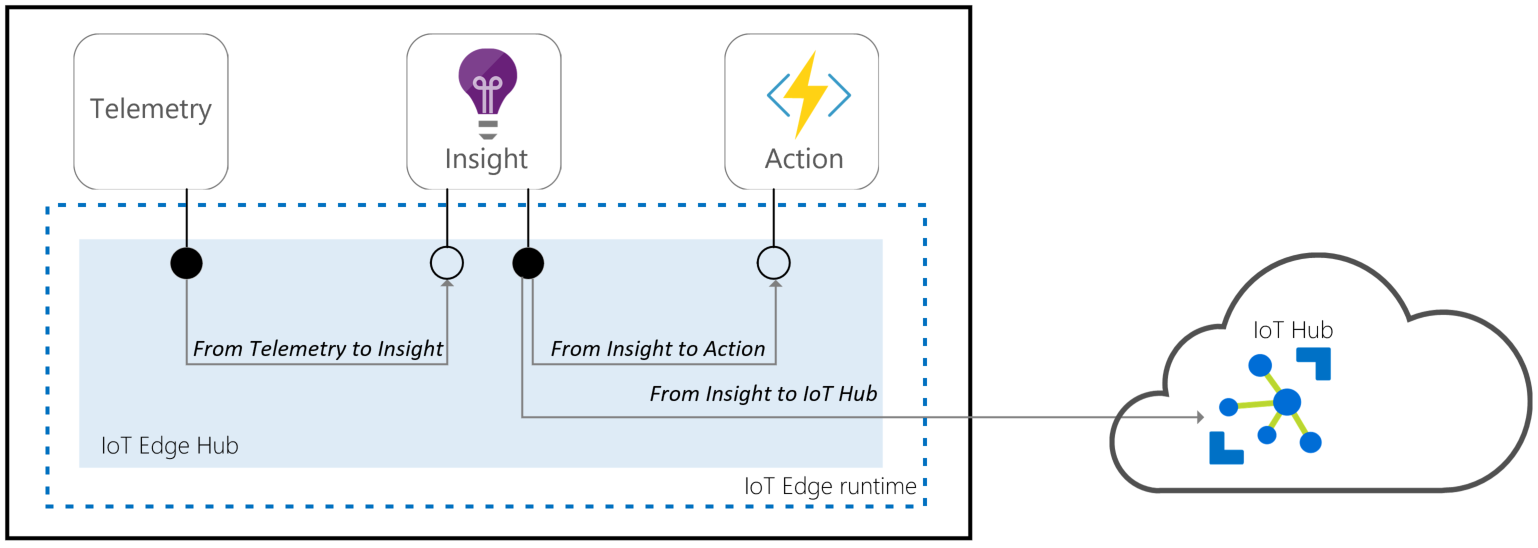 Telemetry
Insight
Action
From Telemetry to Insight
From Insight to Action
From Insight to IoT Hub
IoT Edge Hub
IoT Edge runtime
IoT Hub